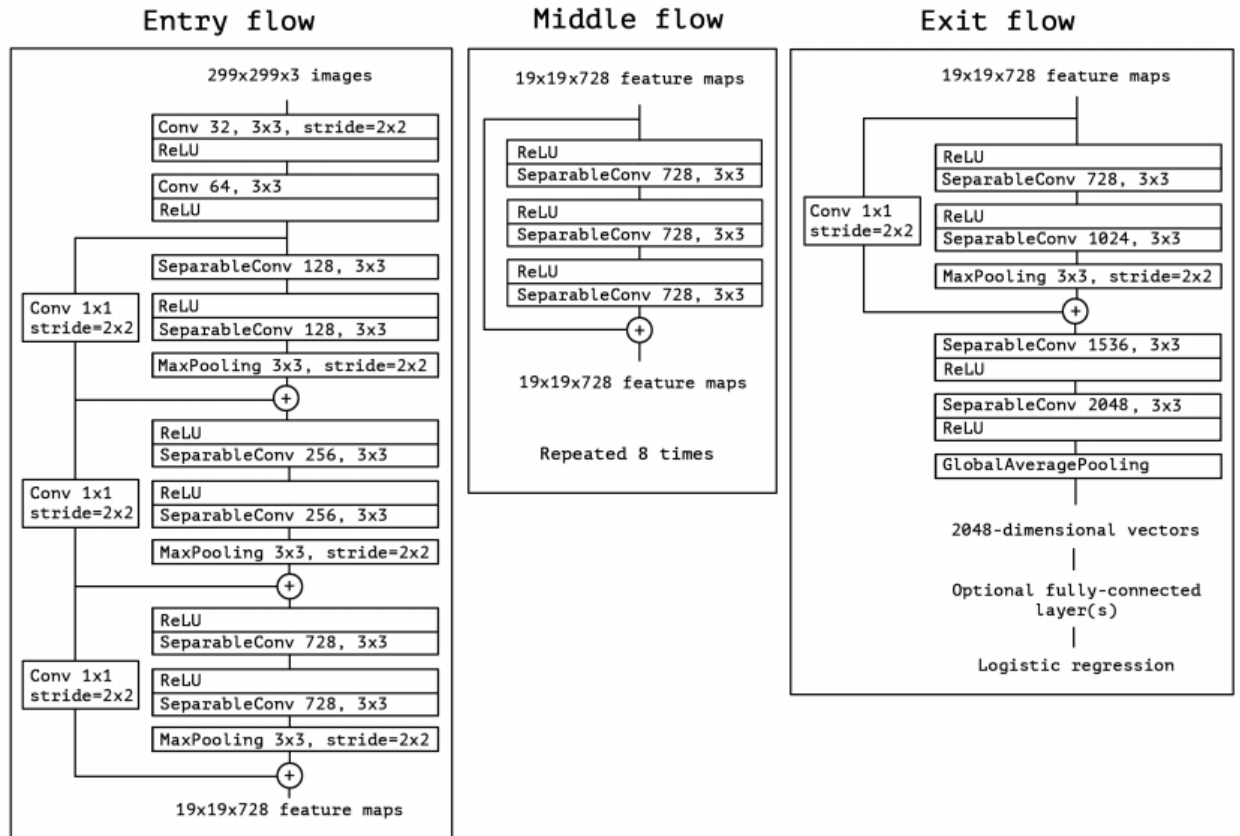 Entry flow
299x299x3 images
Conv 32, 3x3, stride=2x2
ReLU
Conv 64, 3x3
ReLU
SeparableConv 128, 3x3
Conv 1x1
stride=2x2
ReLU
SeparableConv 128, 3x3
MaxPooling 3x3, stride=2x2
+
ReLU
SeparableConv 256, 3x3
Conv 1x1
stride=2x2
ReLU
SeparableConv 256, 3x3
MaxPooling 3x3, stride=2x2
+
ReLU
SeparableConv 728, 3x3
Conv 1x1
stride=2x2
ReLU
SeparableConv 728, 3x3
MaxPooling 3x3, stride=2x2
+
19x19x728 feature maps
Middle flow
19x19x728 feature maps
ReLU
SeparableConv 728, 3x3
ReLU
SeparableConv 728, 3x3
ReLU
SeparableConv 728, 3x3
+
19x19x728 feature maps
Repeated 8 times
Exit flow
19x19x728 feature maps
ReLU
SeparableConv 728, 3x3
Conv 1x1
stride=2x2
ReLU
SeparableConv 1024, 3x3
MaxPooling 3x3, stride=2x2
+
SeparableConv 1536, 3x3
ReLU
SeparableConv 2048, 3x3
ReLU
GlobalAveragePooling
2048-dimensional vectors
Optional fully-connected
layer(s)
Logistic regression